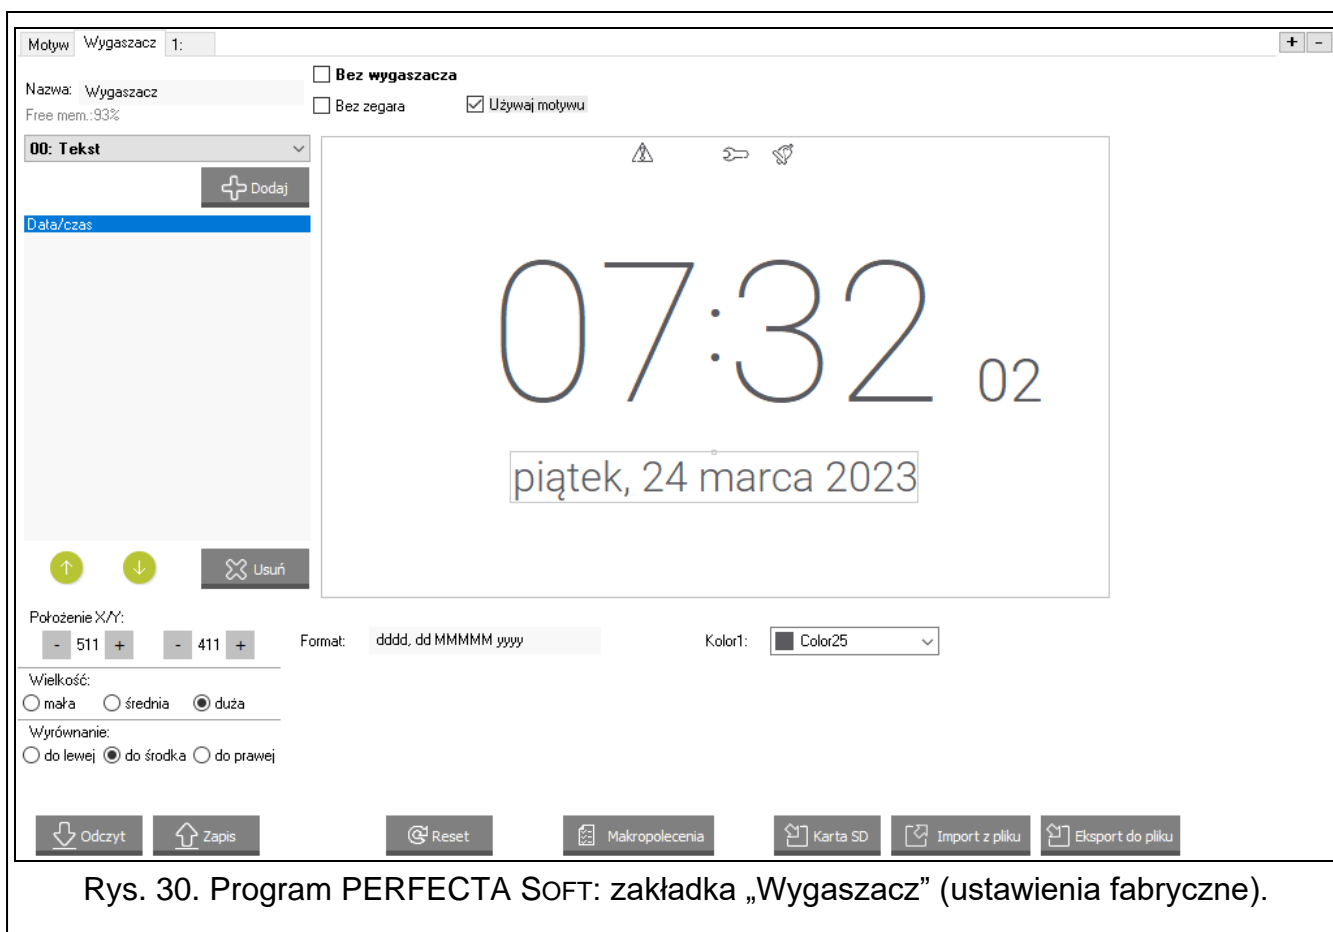 Motyw Wygaszacz 1: + -
Nazwa: Wygaszacz
Free mem.:93%
Bez wygaszacza
Bez zegara Używaj motywu
00: Tekst
Dodaj
Data/czas
07:32 02
piątek, 24 marca 2023
Usuń
Położenie X/Y:
- 511 + - 411 +
Format: dddd, dd MMMMM yyyy Kolor1: Color25
Wielkość:
mała średnia duża
Wyrównanie:
do lewej do środka do prawej
Odczyt Zapis Reset Makropolecenia Karta SD Import z pliku Eksport do pliku
Rys. 30. Program PERFECTA SOFT: zakładka „Wygaszacz” (ustawienia fabryczne).